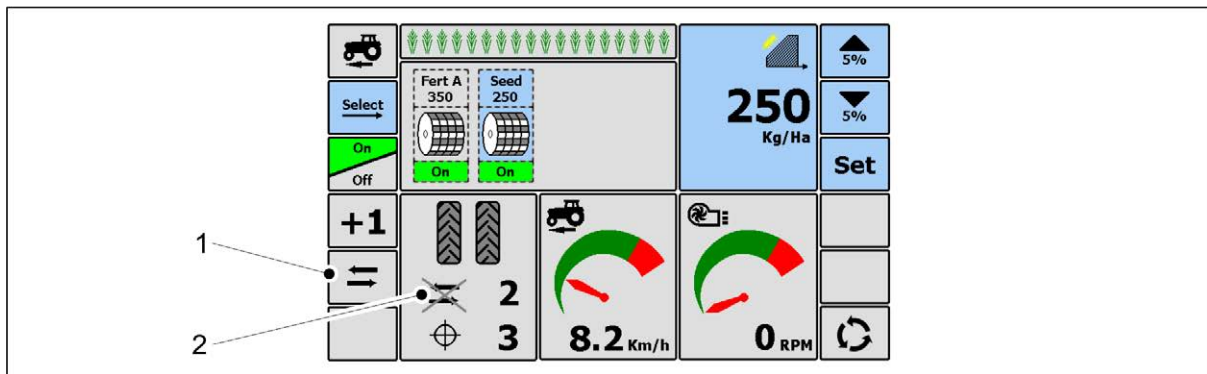 Fert A
350
Seed
250
On
On
5%
Select
5%
250
Kg/Ha
On
Off
Set
+1
1
2
2
3
8.2 Km/h
0 RPM